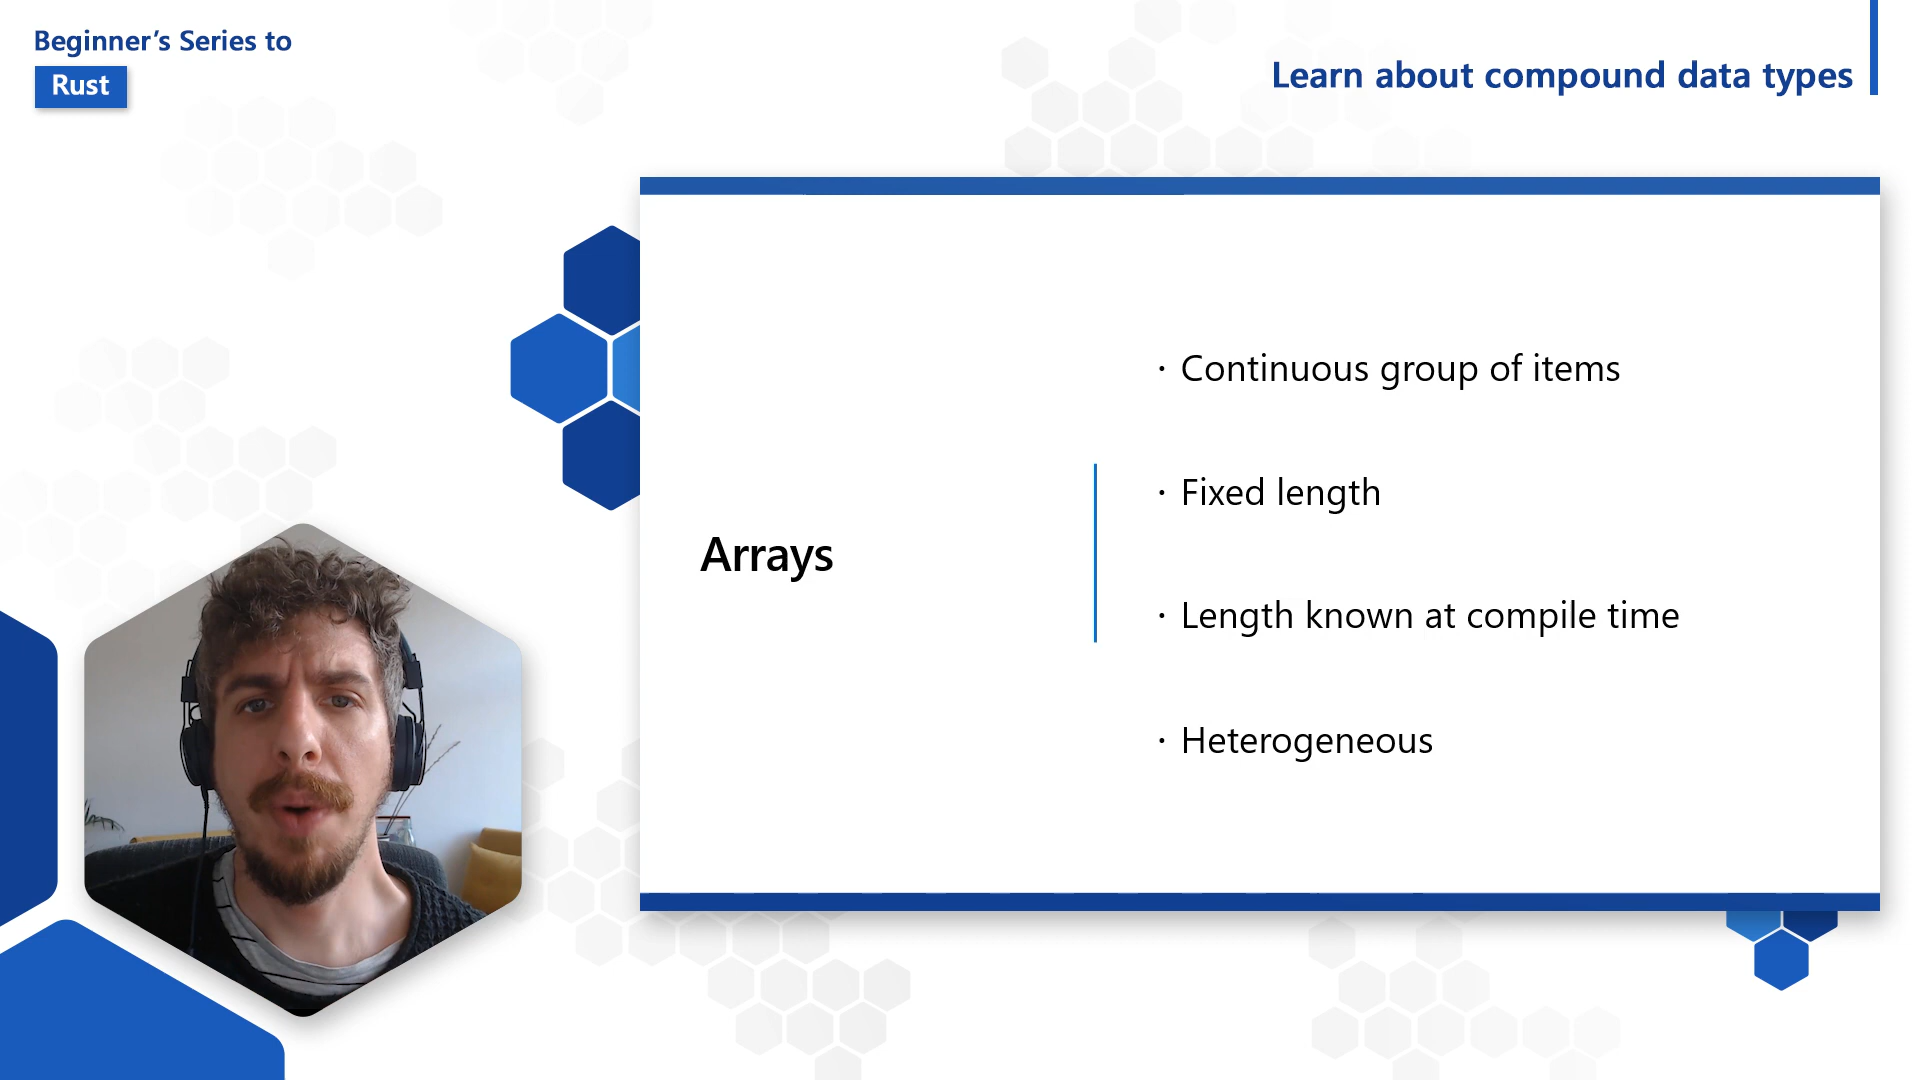 Beginner’s Series to
Rust
Learn about compound data types
Arrays
· Continuous group of items
· Fixed length
· Length known at compile time
· Heterogeneous